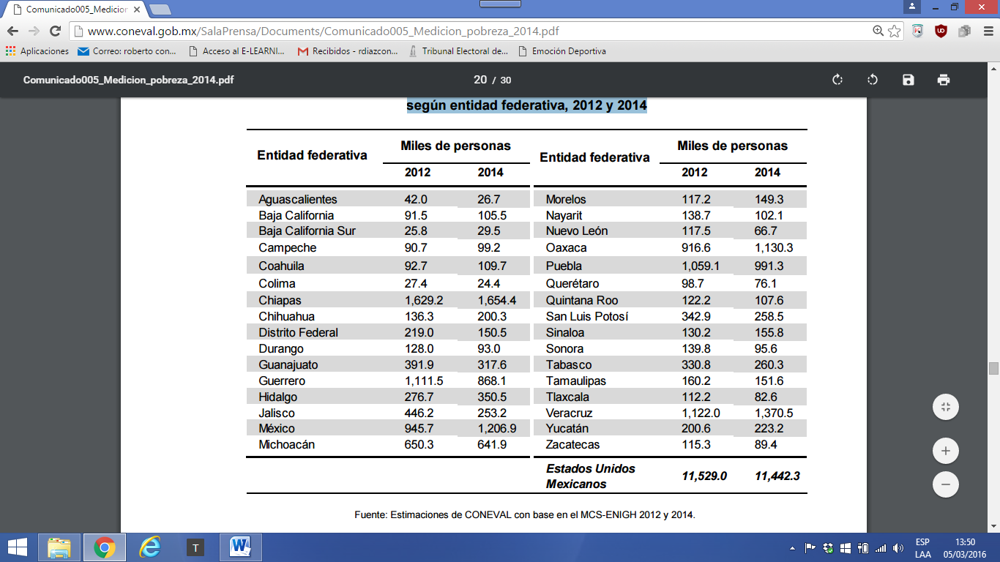 Comunicado005_Medicion
www.coneval.gob.mx/SalaPrensa/Documents/Comunicado005_Medicion_pobreza_2014.pdf
Aplicaciones Correo: roberto con... Acceso al E-LEARNI... Recibidos - rdiazcon... Tribunal Electoral de... Emoción Deportiva
Comunicado005_Medicion_pobreza_2014.pdf 20 / 30
según entidad federativa, 2012 y 2014
Entidad federativa Miles de personas Entidad federativa Miles de personas
2012 2014 2012 2014
Aguascalientes 42.0 26.7 Morelos 117.2 149.3
Baja California 91.5 105.5 Nayarit 138.7 102.1
Baja California Sur 25.8 29.5 Nuevo León 117.5 66.7
Campeche 90.7 99.2 Oaxaca 916.6 1,130.3
Coahuila 92.7 109.7 Puebla 1,059.1 991.3
Colima 27.4 24.4 Querétaro 98.7 76.1
Chiapas 1,629.2 1,654.4 Quintana Roo 122.2 107.6
Chihuahua 136.3 200.3 San Luis Potosí 342.9 258.5
Distrito Federal 219.0 150.5 Sinaloa 130.2 155.8
Durango 128.0 93.0 Sonora 139.8 95.6
Guanajuato 391.9 317.6 Tabasco 330.8 260.3
Guerrero 1,111.5 868.1 Tamaulipas 160.2 151.6
Hidalgo 276.7 350.5 Tlaxcala 112.2 82.6
Jalisco 446.2 253.2 Veracruz 1,122.0 1,370.5
México 945.7 1,206.9 Yucatán 200.6 223.2
Michoacán 650.3 641.9 Zacatecas 115.3 89.4
Estados Unidos
Mexicanos 11,529.0 11,442.3
Fuente: Estimaciones de CONEVAL con base en el MCS-ENIGH 2012 y 2014.
T
ESP 13:50
LAA 05/03/2016